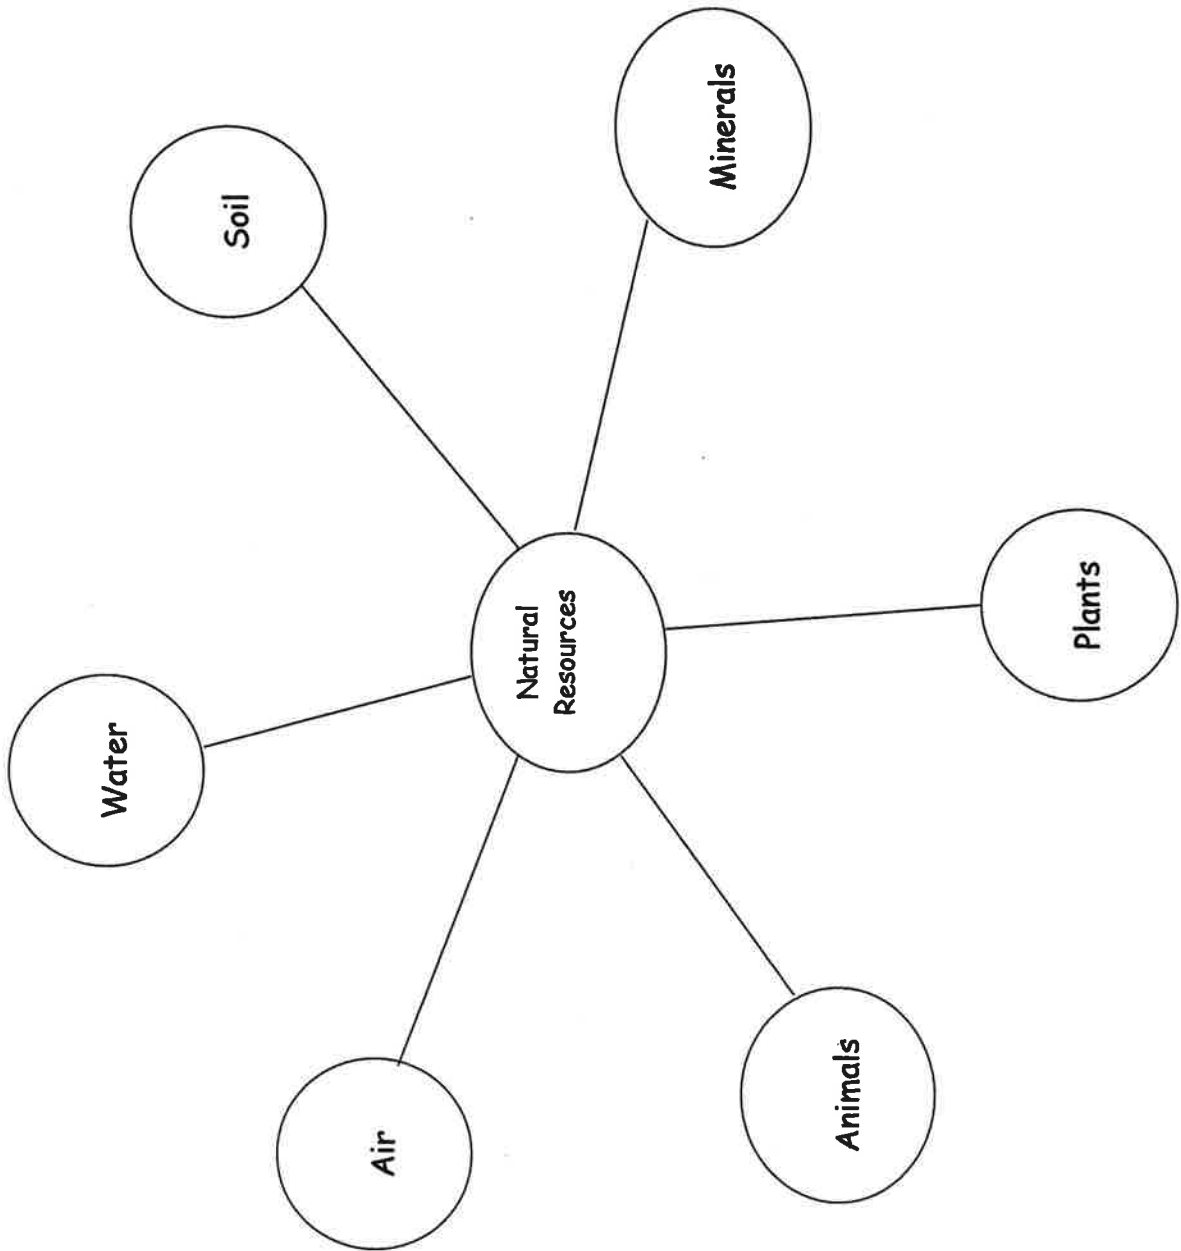 Water
Soil
Air
Natural
Resources
Minerals
Animals
Plants